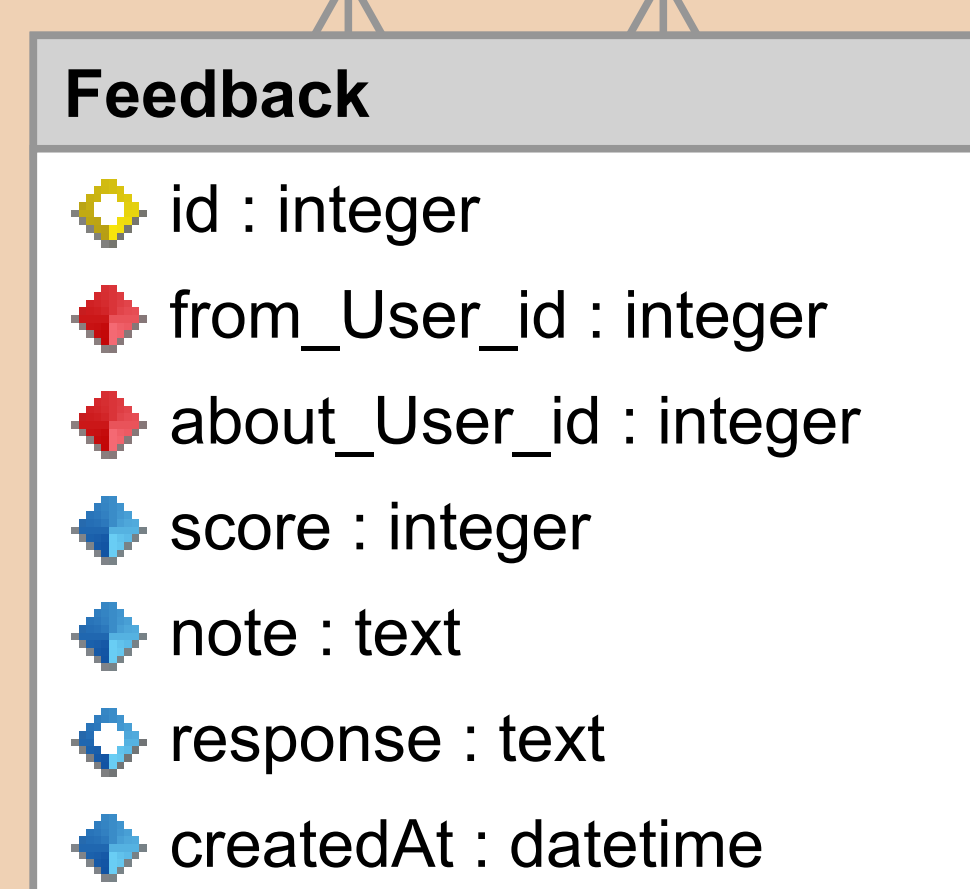 Feedback
id : integer
from_User_id : integer
about_User_id : integer
score : integer
note : text
response : text
createdAt : datetime